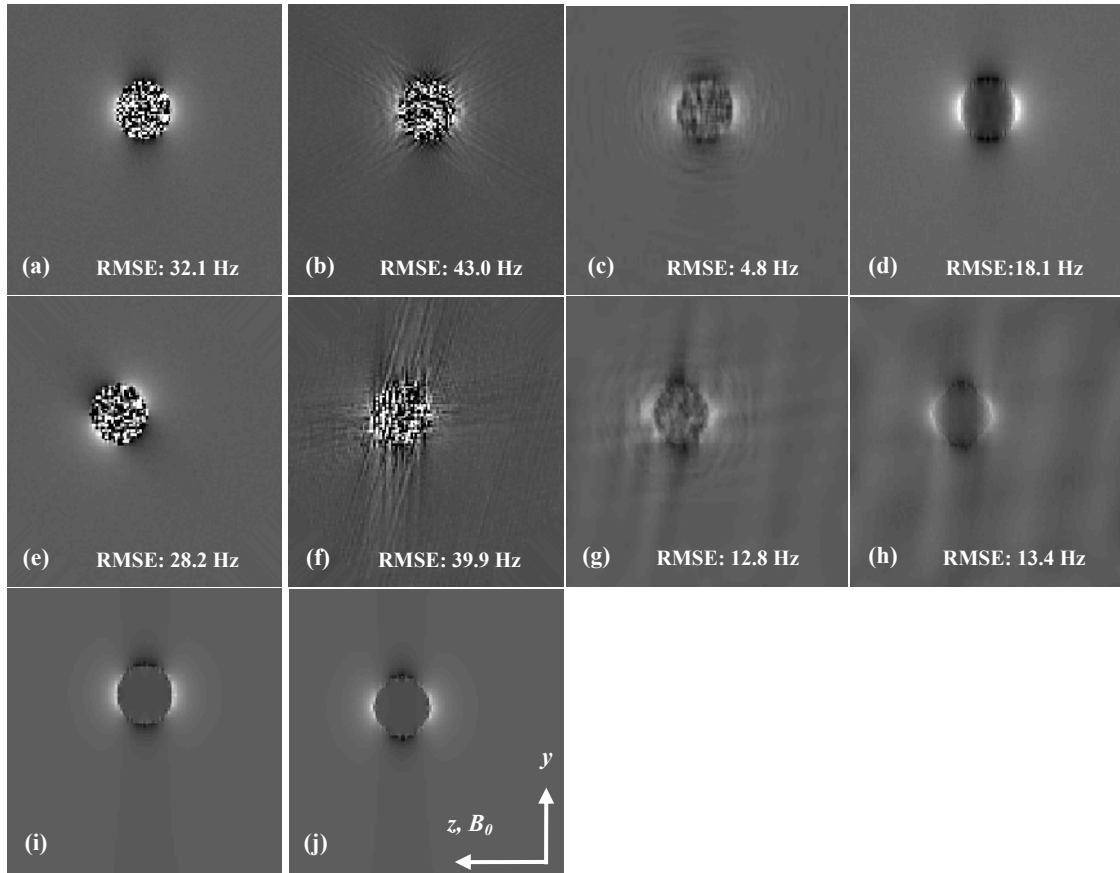 (a) RMSE: 32.1 Hz
(b) RMSE: 43.0 Hz
(c) RMSE: 4.8 Hz
(d) RMSE:18.1 Hz
(e) RMSE: 28.2 Hz
(f) RMSE: 39.9 Hz
(g) RMSE: 12.8 Hz
(h) RMSE: 13.4 Hz
(i)
(j)
y
z, B₀